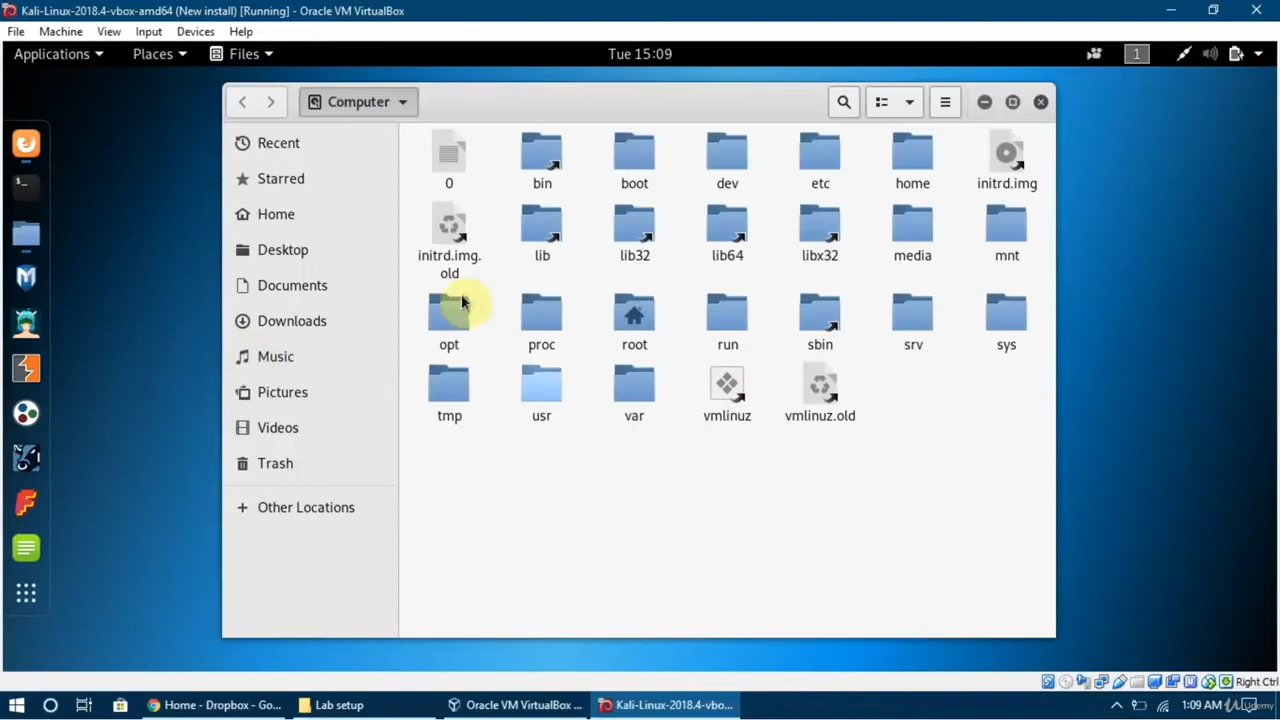 Kali-Linux-2018.4-vbox-amd64 (New install) [Running] - Oracle VM VirtualBox
File Machine View Input Devices Help
Applications Places Files Tue 15:09 1
Computer
Recent
Starred
Home
Desktop
Documents
Downloads
Music
Pictures
Videos
Trash
+ Other Locations
0 bin boot dev etc home initrd.img
initrd.img. lib lib32 lib64 libx32 media mnt
old
opt proc root run sbin srv sys
tmp usr var vmlinuz vmlinuz.old
Right Ctrl
Home - Dropbox - Go... Lab setup Oracle VM VirtualBox ... Kali-Linux-2018.4-vbo... 1:09 AM
Udemy